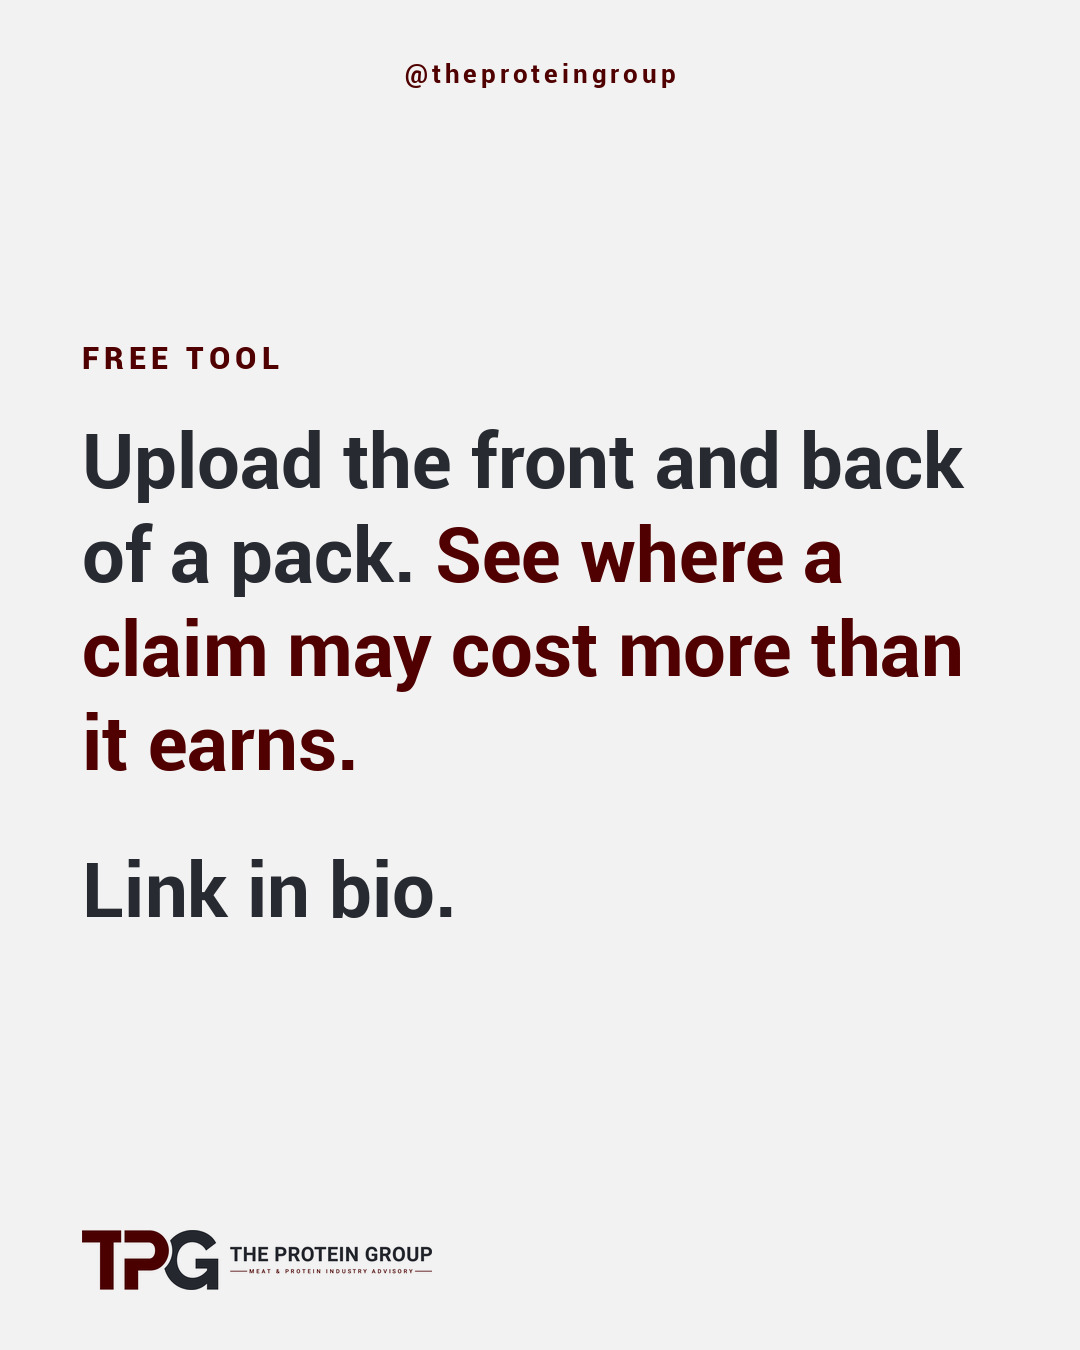 @theproteingroup
FREE TOOL
Upload the front and back
of a pack. See where a
claim may cost more than
it earns.
Link in bio.
TPG
THE PROTEIN GROUP
MEAT & PROTEIN INDUSTRY ADVISORY